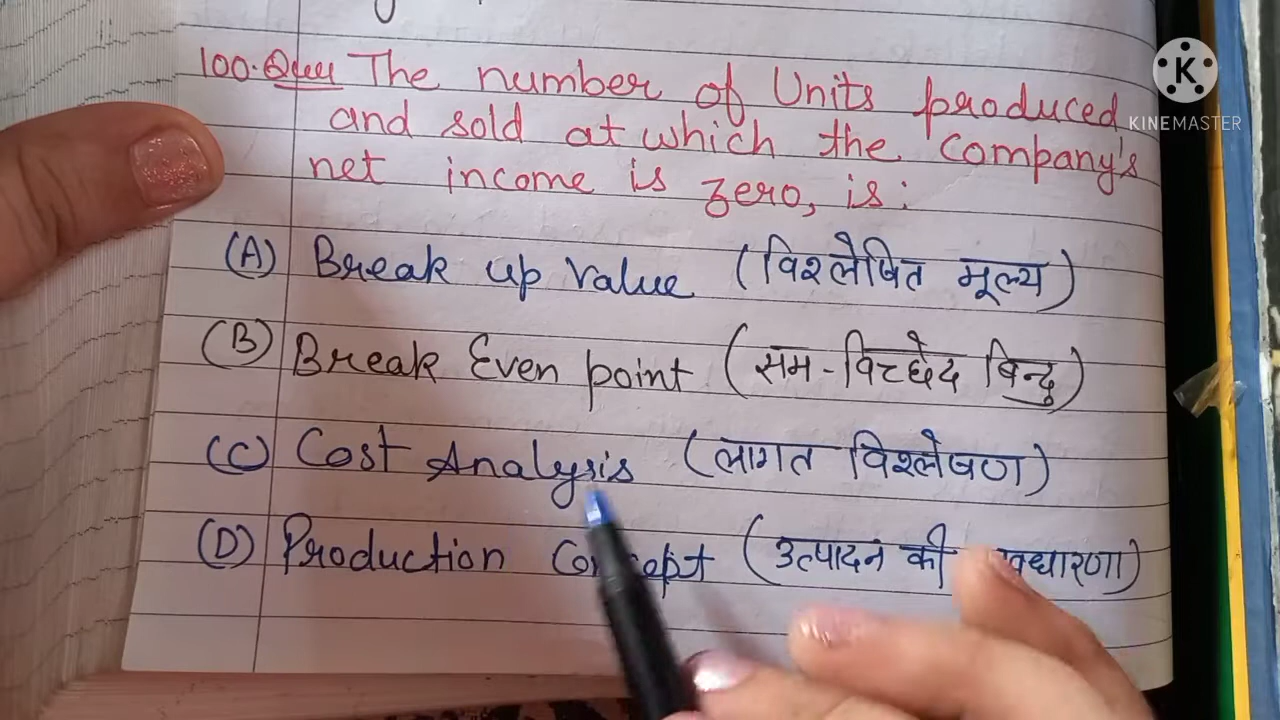 100. Ques The number of Units produced
and sold at which the Company's
net income is zero, is:
(A) Break up Value (विश्लेषित मूल्य)
(B) Break Even point (सम-विच्छेद बिन्दु)
(C) Cost Analysis (लागत विश्लेषण)
(D) Production (उत्पादन की
K
KINEMASTER